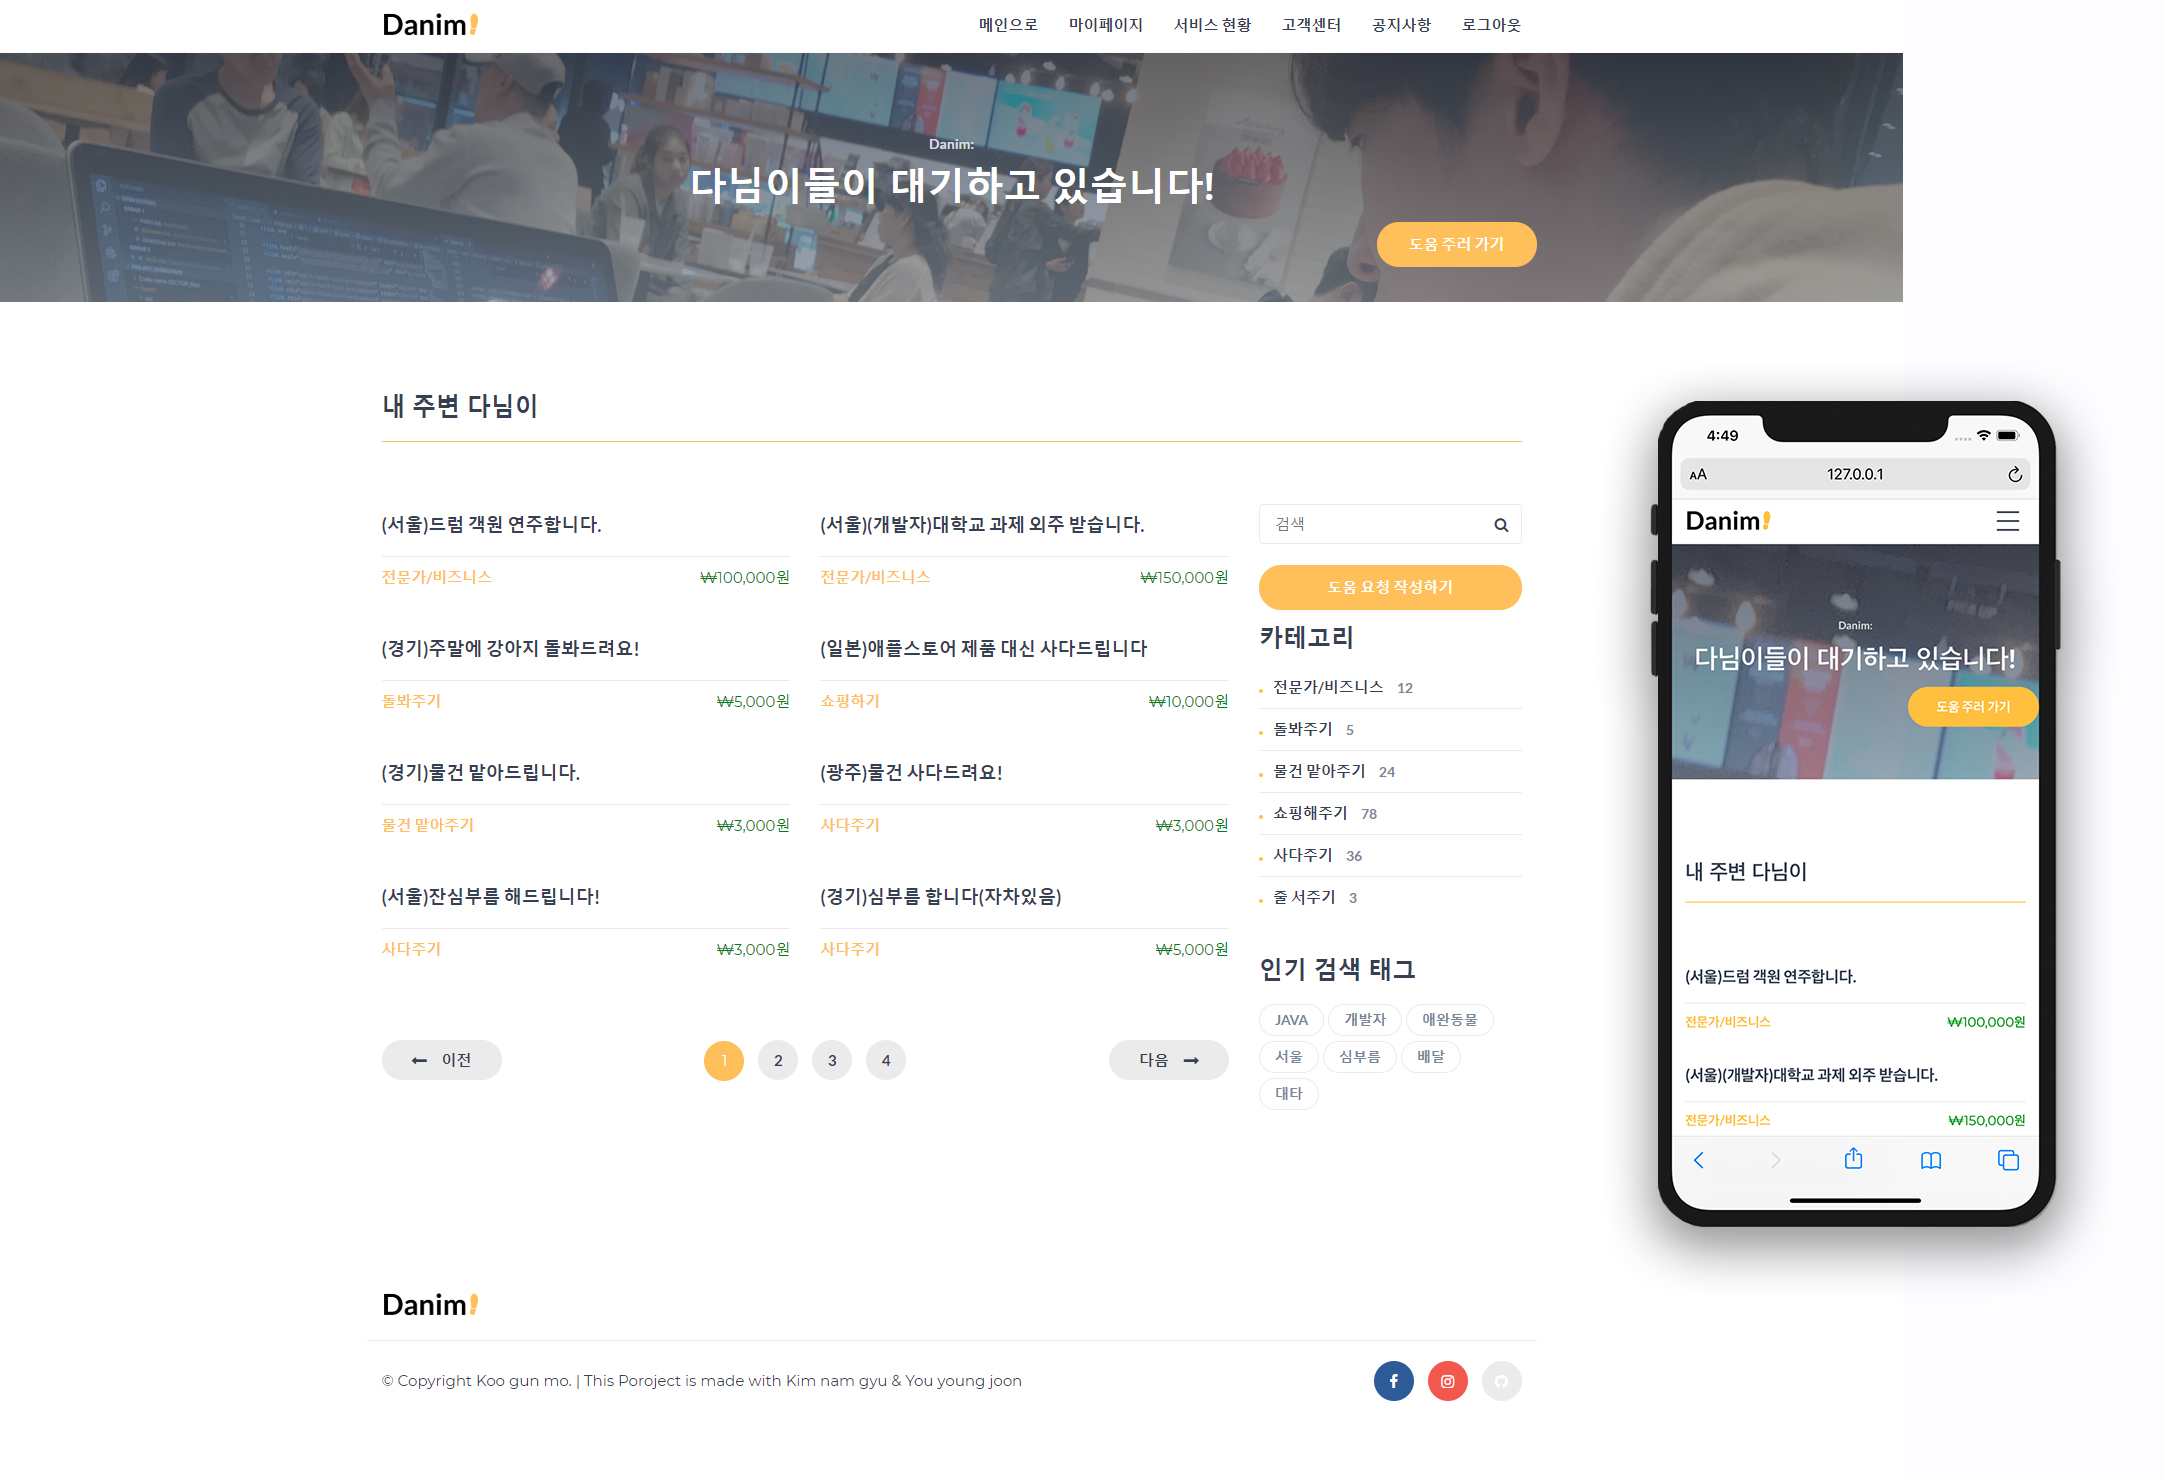 Danim!
메인으로 마이페이지 서비스 현황 고객센터 공지사항 로그아웃
Danim:
다님이들이 대기하고 있습니다!
도움 주러 가기
내 주변 다님이
(서울)드럼 객원 연주합니다.
전문가/비즈니스 ₩100,000원
(서울)(개발자)대학교 과제 외주 받습니다.
전문가/비즈니스 ₩150,000원
(경기)주말에 강아지 돌봐드려요!
돌봐주기 ₩5,000원
(일본)애플스토어 제품 대신 사다드립니다
쇼핑하기 ₩10,000원
(경기)물건 맡아드립니다.
물건 맡아주기 ₩3,000원
(광주)물건 사다드려요!
사다주기 ₩3,000원
(서울)잔심부름 해드립니다!
사다주기 ₩3,000원
(경기)심부름 합니다(자차있음)
사다주기 ₩5,000원
이전 1 2 3 4 다음
검색
도움 요청 작성하기
카테고리
전문가/비즈니스 12
돌봐주기 5
물건 맡아주기 24
쇼핑해주기 78
사다주기 36
줄 서주기 3
인기 검색 태그
JAVA 개발자 애완동물
서울 심부름 배달
대타
4:49
AA 127.0.0.1
Danim!
Danim:
다님이들이 대기하고 있습니다!
도움 주러 가기
내 주변 다님이
(서울)드럼 객원 연주합니다.
전문가/비즈니스 ₩100,000원
(서울)(개발자)대학교 과제 외주 받습니다.
전문가/비즈니스 ₩150,000원
Danim!
© Copyright Koo gun mo. | This Poroject is made with Kim nam gyu & You young joon